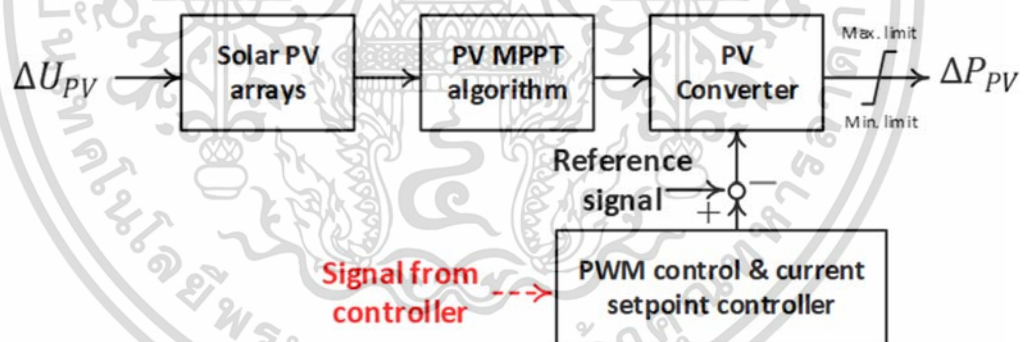 ΔU_PV
Solar PV
arrays
PV MPPT
algorithm
PV
Converter
Max. limit
Min. limit
ΔP_PV
Reference
signal
−
+
Signal from
controller
PWM control & current
setpoint controller